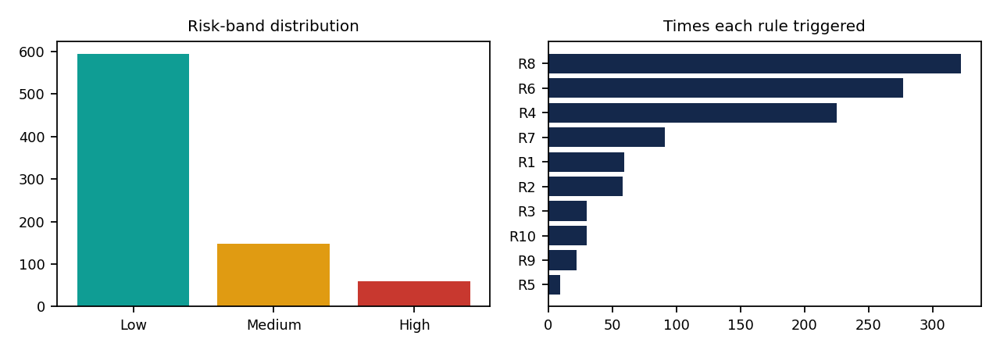 Risk-band distribution
600
500
400
300
200
100
0
Low Medium High
Times each rule triggered
R8
R6
R4
R7
R1
R2
R3
R10
R9
R5
0 50 100 150 200 250 300